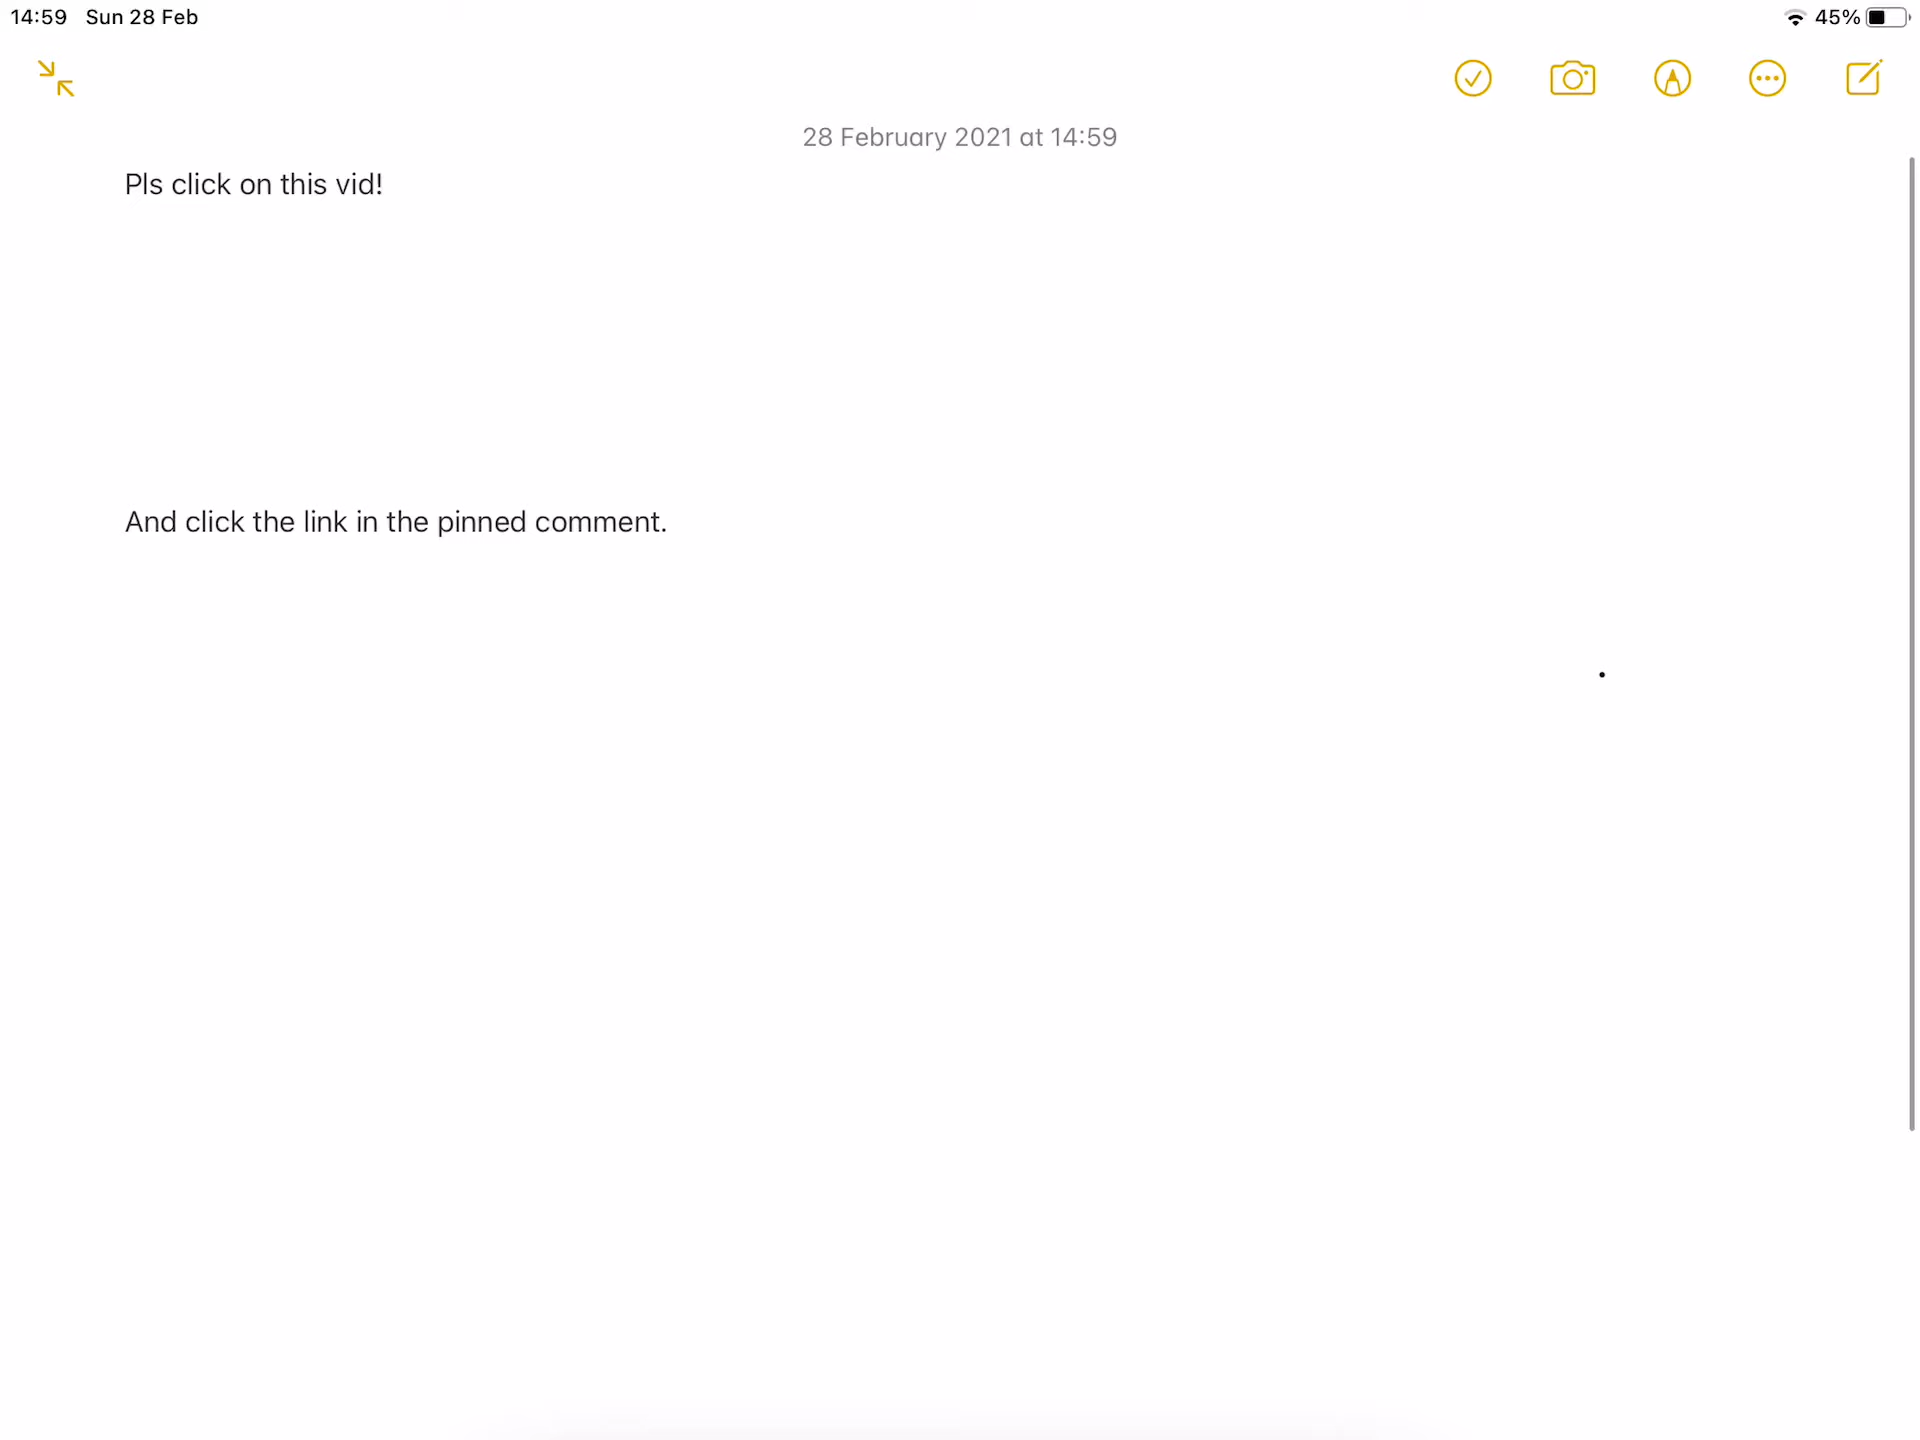 14:59 Sun 28 Feb
45%
28 February 2021 at 14:59
Pls click on this vid!
And click the link in the pinned comment.